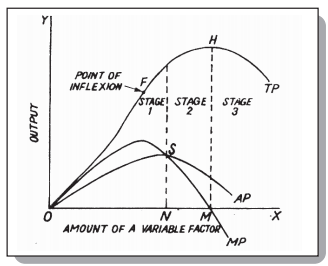 Y
H
POINT OF
INFLEXION
F
TP
STAGE
1
STAGE
2
STAGE
3
OUTPUT
S
AP
O
N
M
X
AMOUNT OF A VARIABLE FACTOR
MP